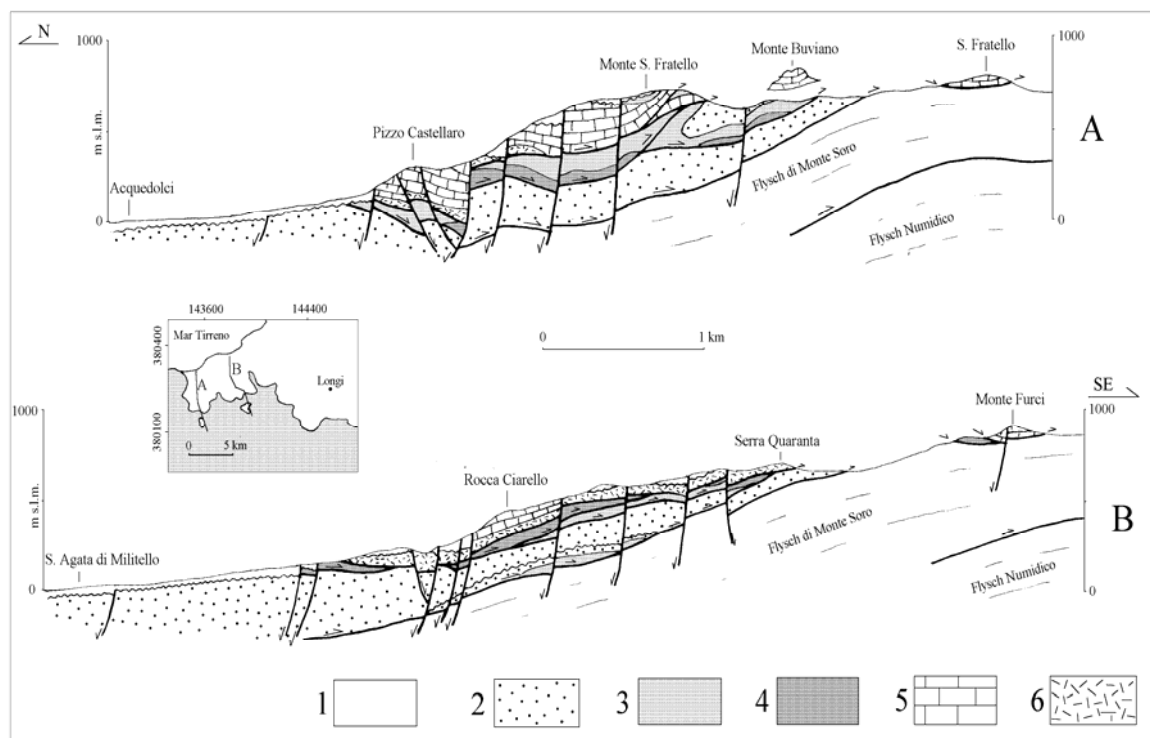 N
1000
m s.l.m.
0
Acquedolci
Pizzo Castellaro
Monte S. Fratello
Monte Buviano
S. Fratello
1000
0
A
Flysch di Monte Soro
Flysch Numidico
143600
144400
380400
380100
Mar Tirreno
A
B
Longi
0 5 km
0 1 km
SE
1000
m s.l.m.
0
S. Agata di Militello
Rocca Ciarello
Serra Quaranta
Monte Furci
1000
0
B
Flysch di Monte Soro
Flysch Numidico
1 2 3 4 5 6